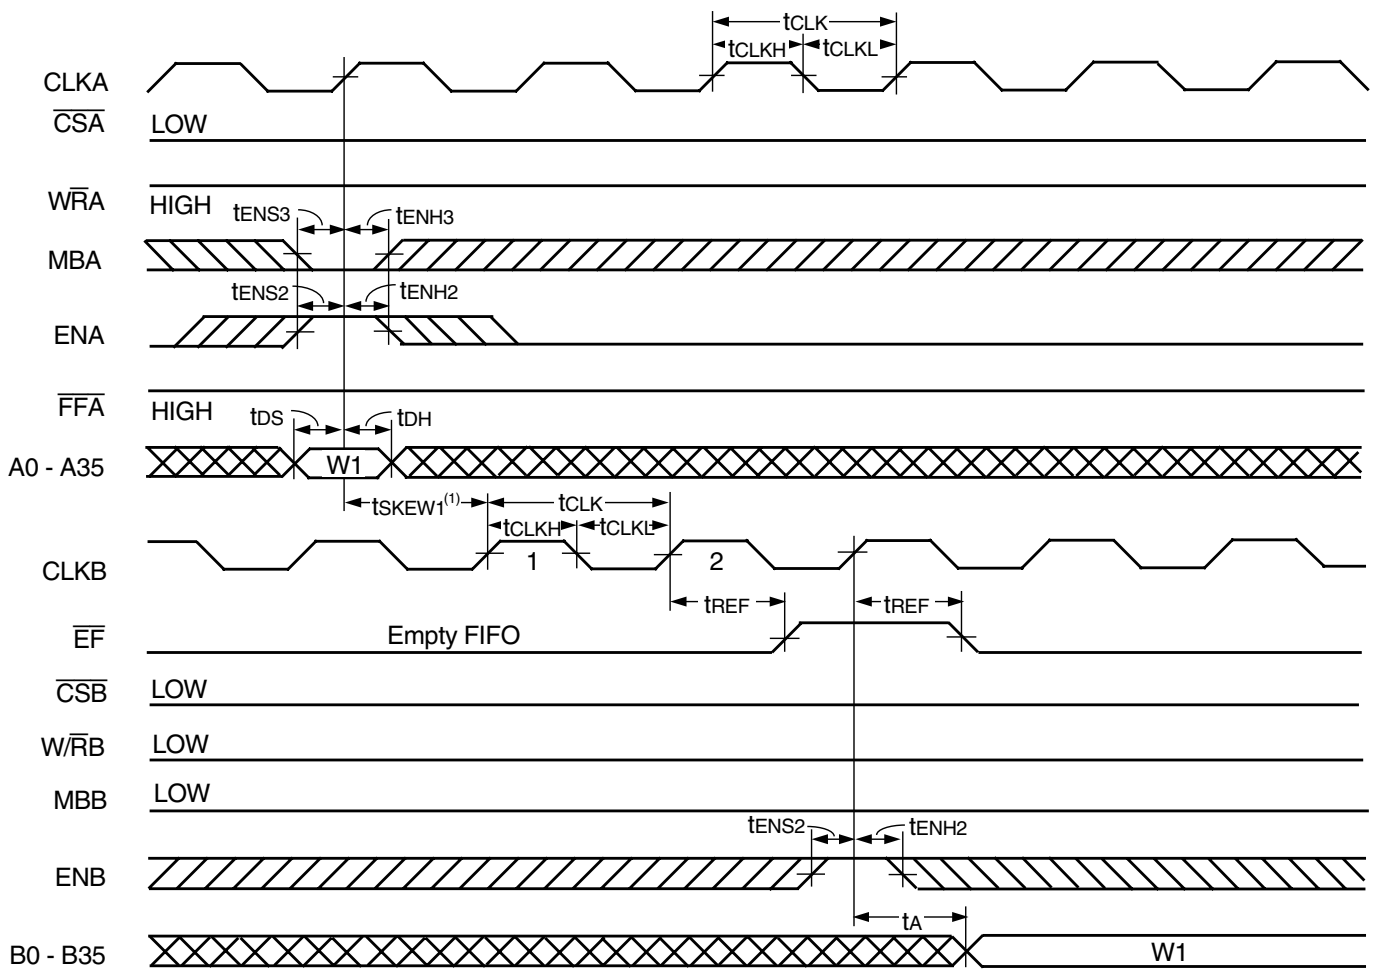 tCLK
tCLKH tCLKL
CLKA
CSA LOW
WRA HIGH
tENS3 tENH3
MBA
tENS2 tENH2
ENA
FFA HIGH
tDS tDH
A0 - A35 W1
tSKEW1(1) tCLK
tCLKH tCLKL
CLKB 1 2
tREF tREF
EF Empty FIFO
CSB LOW
W/RB LOW
MBB LOW
tENS2 tENH2
ENB
tA
B0 - B35 W1